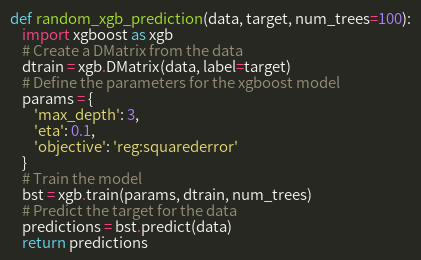 def random_xgb_prediction(data, target, num_trees=100):
    import xgboost as xgb
    # Create a DMatrix from the data
    dtrain = xgb.DMatrix(data, label=target)
    # Define the parameters for the xgboost model
    params = {
        'max_depth': 3,
        'eta': 0.1,
        'objective': 'reg:squarederror'
    }
    # Train the model
    bst = xgb.train(params, dtrain, num_trees)
    # Predict the target for the data
    predictions = bst.predict(data)
    return predictions